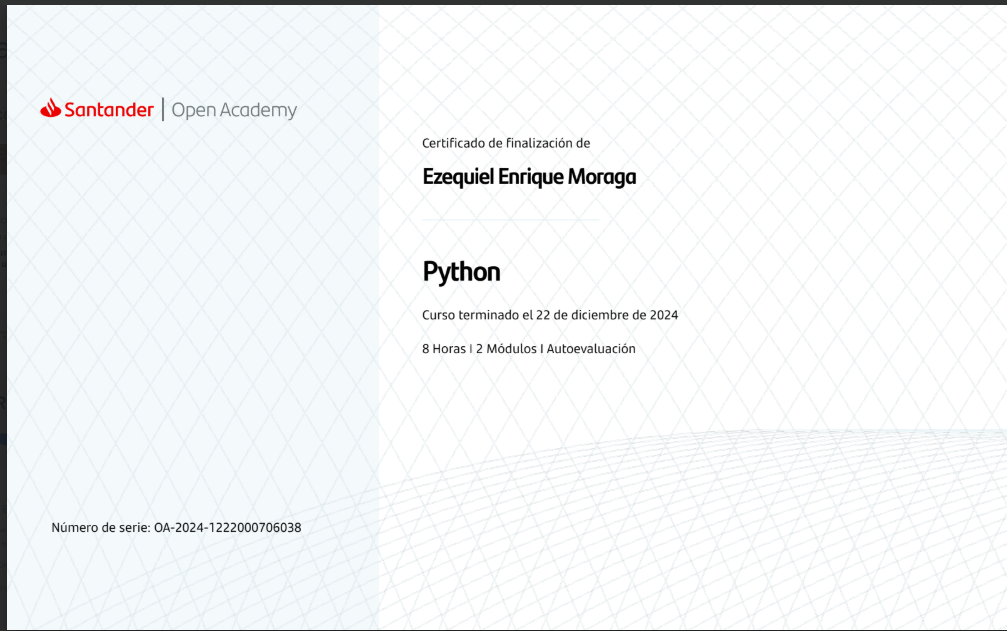 Santander | Open Academy
Certificado de finalización de
Ezequiel Enrique Moraga
Python
Curso terminado el 22 de diciembre de 2024
8 Horas | 2 Módulos | Autoevaluación
Número de serie: OA-2024-1222000706038